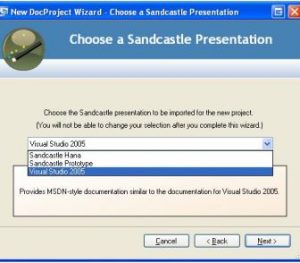 New DocProject Wizard - Choose a Sandcastle Presentation
Choose a Sandcastle Presentation
Choose the Sandcastle presentation to be imported for the new project.
(You will not be able to change your selection after you complete this wizard.)
Visual Studio 2005
Sandcastle Hana
Sandcastle Prototype
Visual Studio 2005
Provides MSDN-style documentation similar to the documentation for Visual Studio 2005.
Cancel < Back Next >